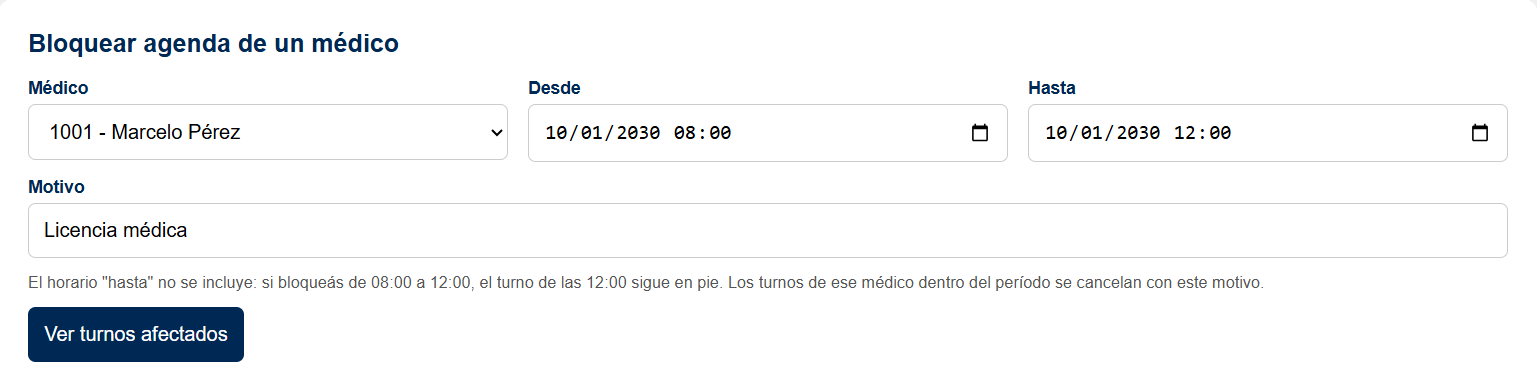 Bloquear agenda de un médico
Médico
Desde
Hasta
1001 - Marcelo Pérez
10/01/2030 08:00
10/01/2030 12:00
Motivo
Licencia médica
El horario "hasta" no se incluye: si bloqueás de 08:00 a 12:00, el turno de las 12:00 sigue en pie. Los turnos de ese médico dentro del período se cancelan con este motivo.
Ver turnos afectados